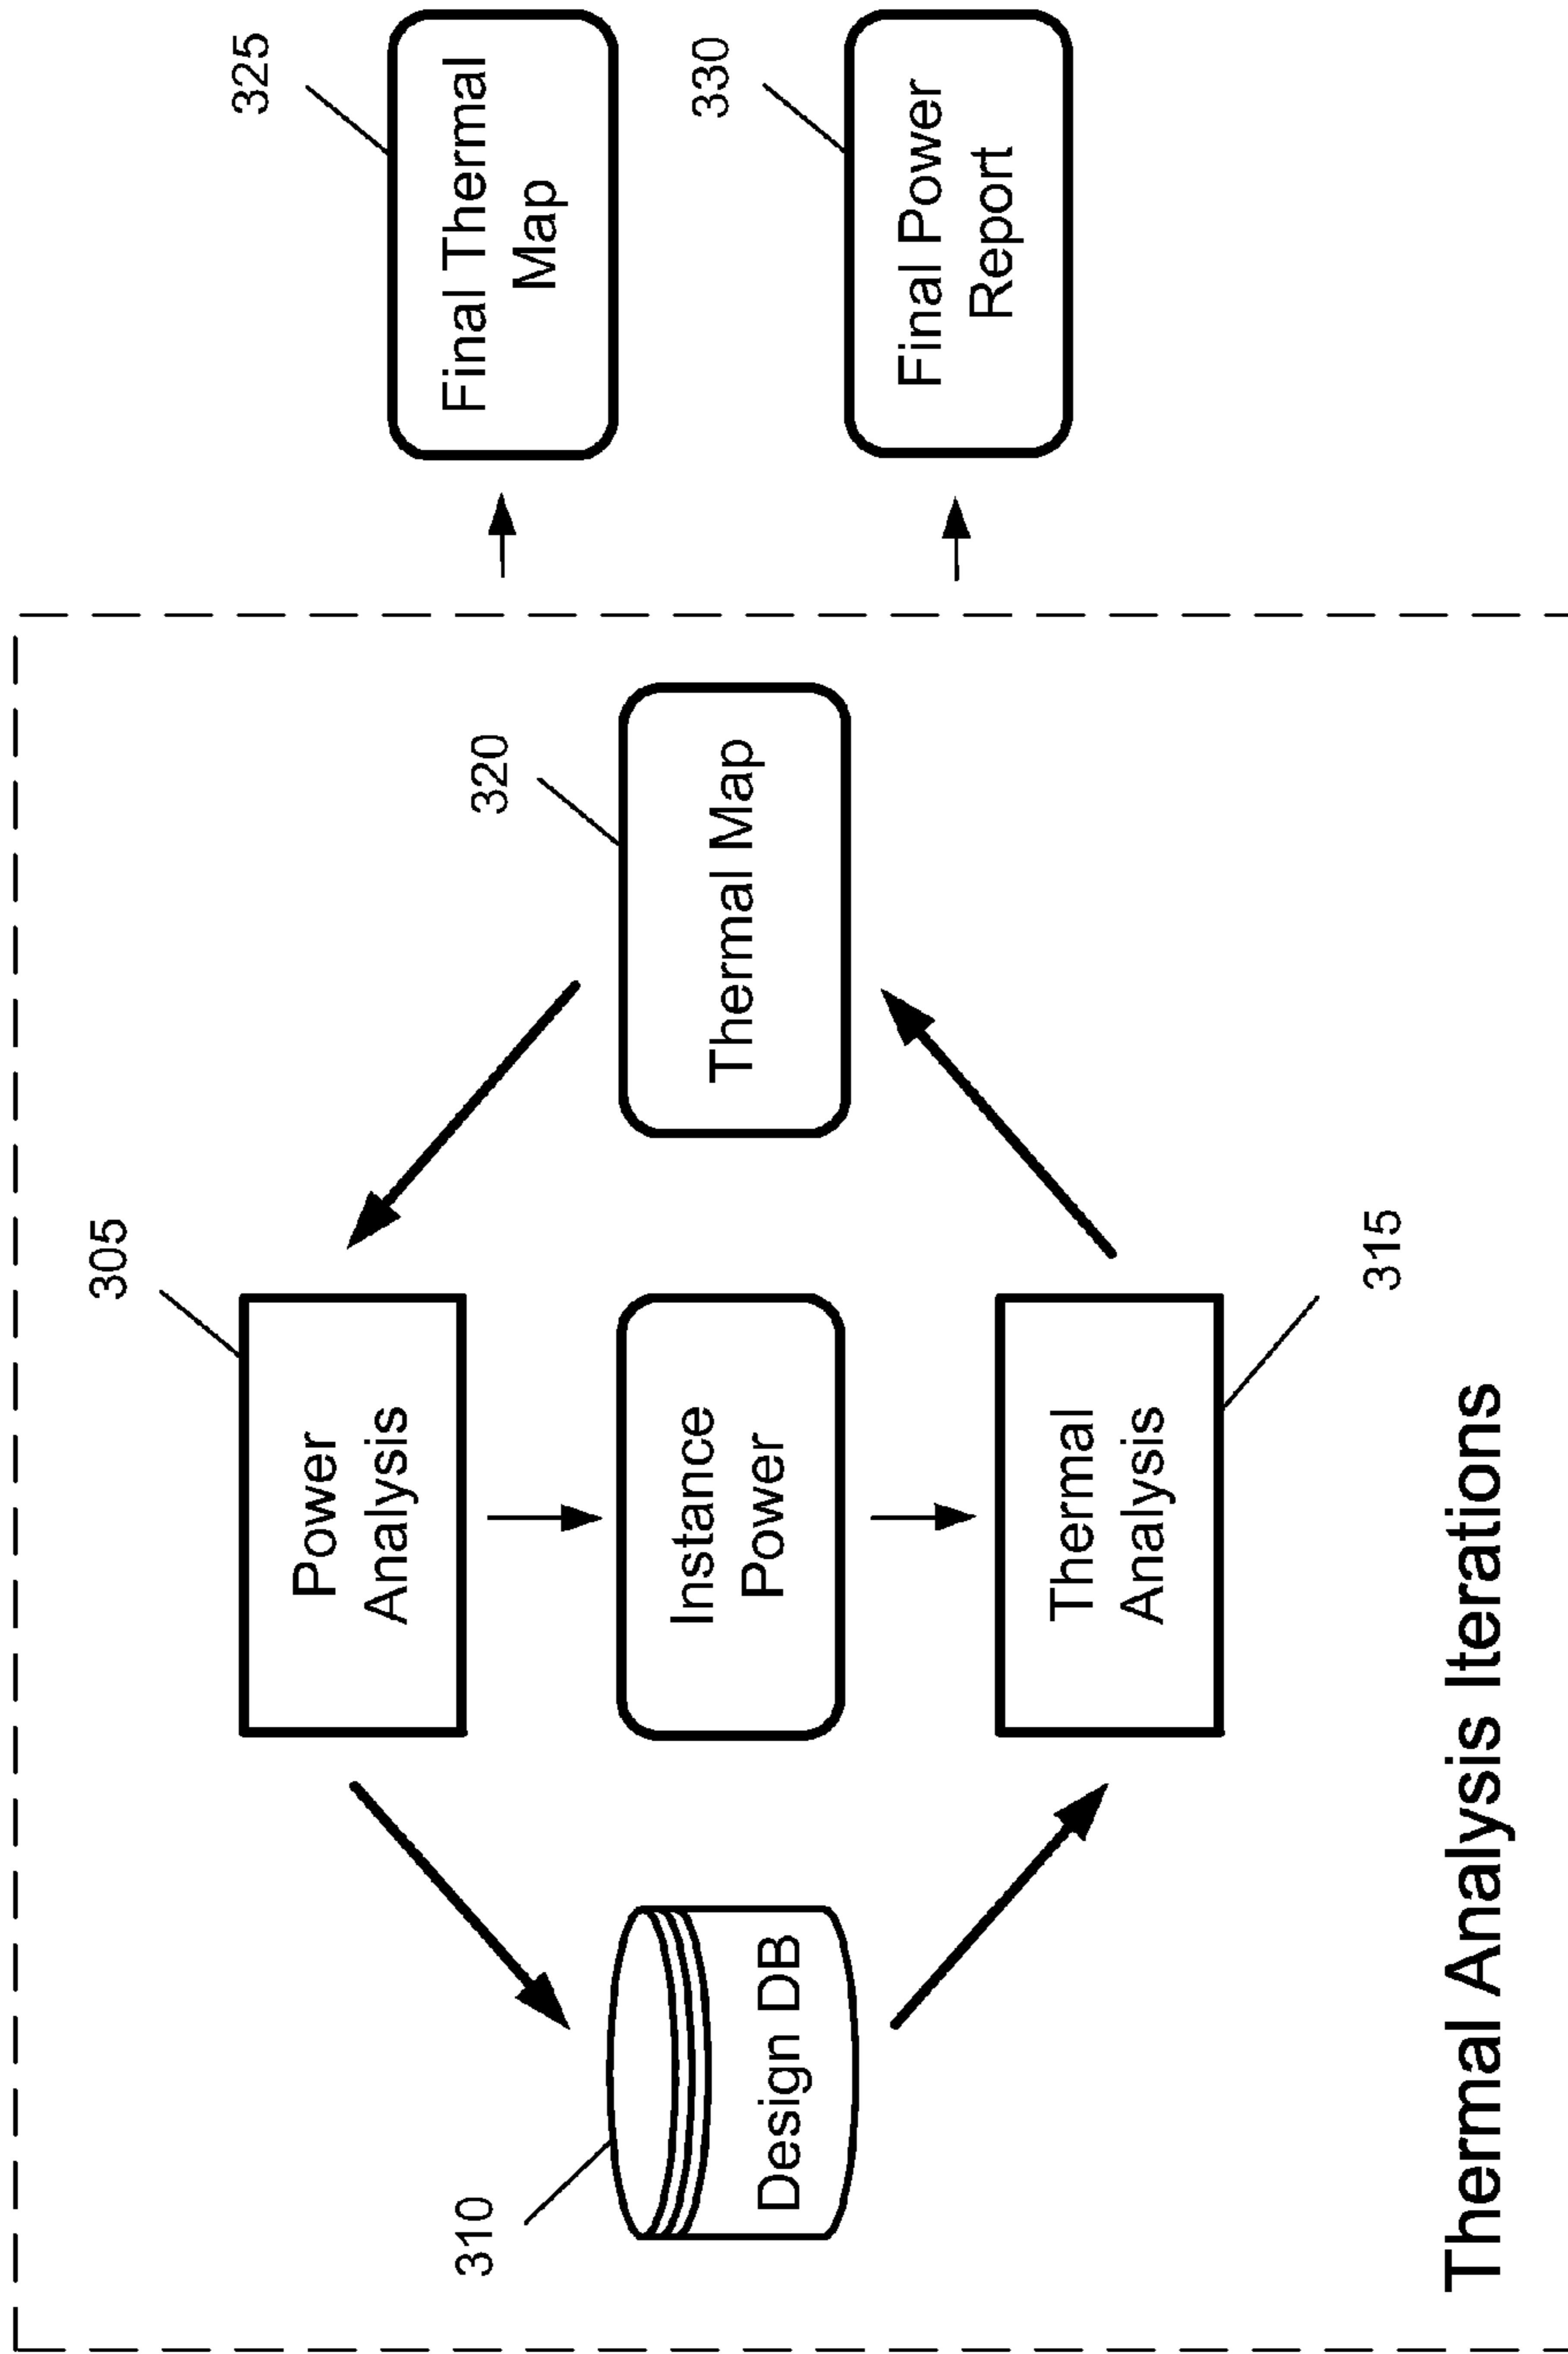 305
Power
Analysis
310
Design DB
Instance
Power
320
Thermal Map
Thermal
Analysis
315
Thermal Analysis Iterations
325
Final Thermal
Map
330
Final Power
Report